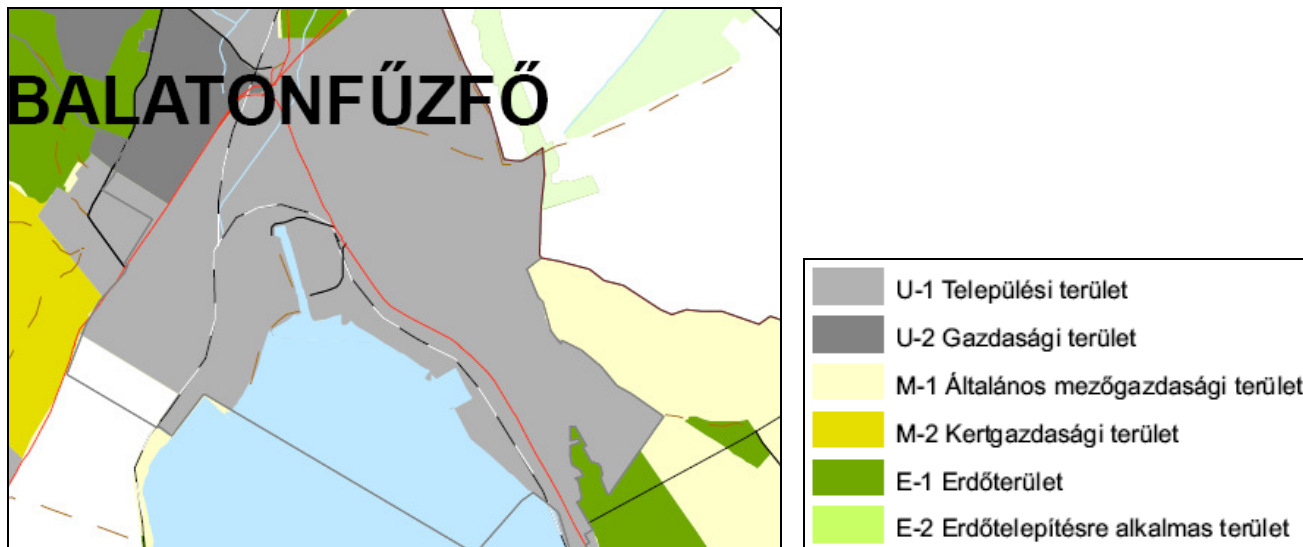 BALATONFŰZFŐ
U-1 Települési terület
U-2 Gazdasági terület
M-1 Általános mezőgazdasági terület
M-2 Kertgazdasági terület
E-1 Erdőterület
E-2 Erdőtelepítésre alkalmas terület